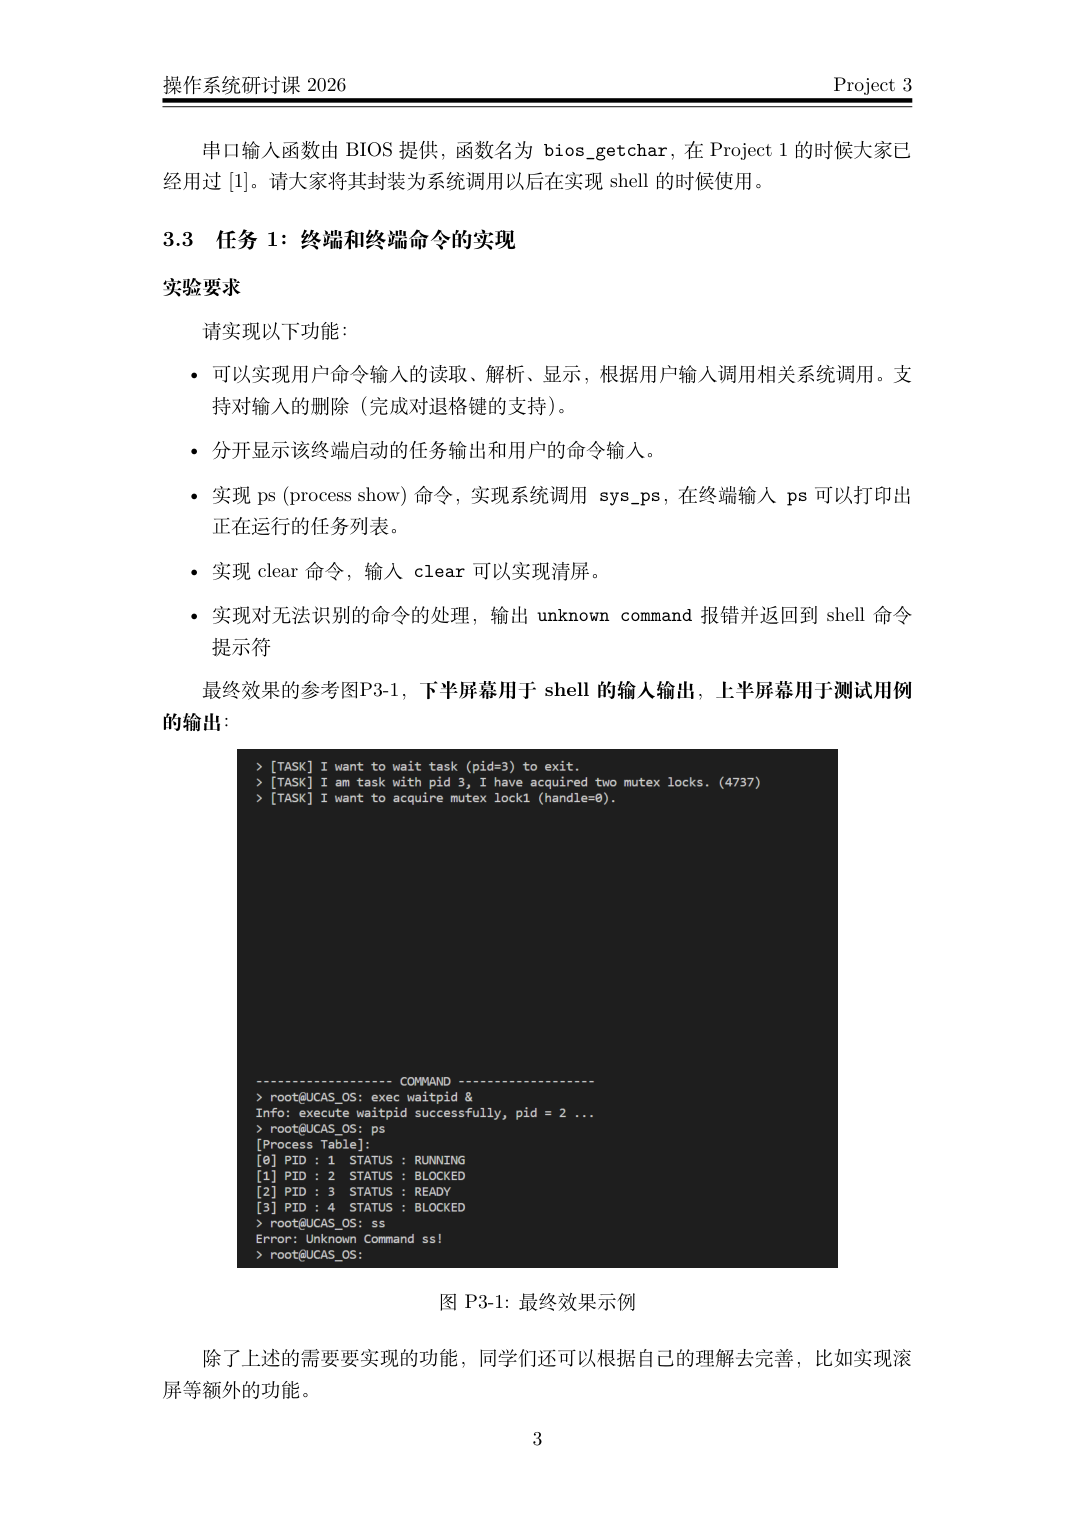 操作系统研讨课 2026 Project 3
串口输入函数由 BIOS 提供，函数名为 bios_getchar，在 Project 1 的时候大家已
经用过 [1]。请大家将其封装为系统调用以后在实现 shell 的时候使用。
3.3 任务 1：终端和终端命令的实现
实验要求
请实现以下功能：
• 可以实现用户命令输入的读取、解析、显示，根据用户输入调用相关系统调用。支
持对输入的删除（完成对退格键的支持）。
• 分开显示该终端启动的任务输出和用户的命令输入。
• 实现 ps (process show) 命令，实现系统调用 sys_ps，在终端输入 ps 可以打印出
正在运行的任务列表。
• 实现 clear 命令，输入 clear 可以实现清屏。
• 实现对无法识别的命令的处理，输出 unknown command 报错并返回到 shell 命令
提示符
最终效果的参考图P3-1，下半屏幕用于 shell 的输入输出，上半屏幕用于测试用例
的输出：
> [TASK] I want to wait task (pid=3) to exit.
> [TASK] I am task with pid 3, I have acquired two mutex locks. (4737)
> [TASK] I want to acquire mutex lock1 (handle=0).
------------------- COMMAND -------------------
> root@UCAS_OS: exec waitpid &
Info: execute waitpid successfully, pid = 2 ...
> root@UCAS_OS: ps
[Process Table]:
[0] PID : 1  STATUS : RUNNING
[1] PID : 2  STATUS : BLOCKED
[2] PID : 3  STATUS : READY
[3] PID : 4  STATUS : BLOCKED
> root@UCAS_OS: ss
Error: Unknown Command ss!
> root@UCAS_OS:
图 P3-1: 最终效果示例
除了上述的需要要实现的功能，同学们还可以根据自己的理解去完善，比如实现滚
屏等额外的功能。
3